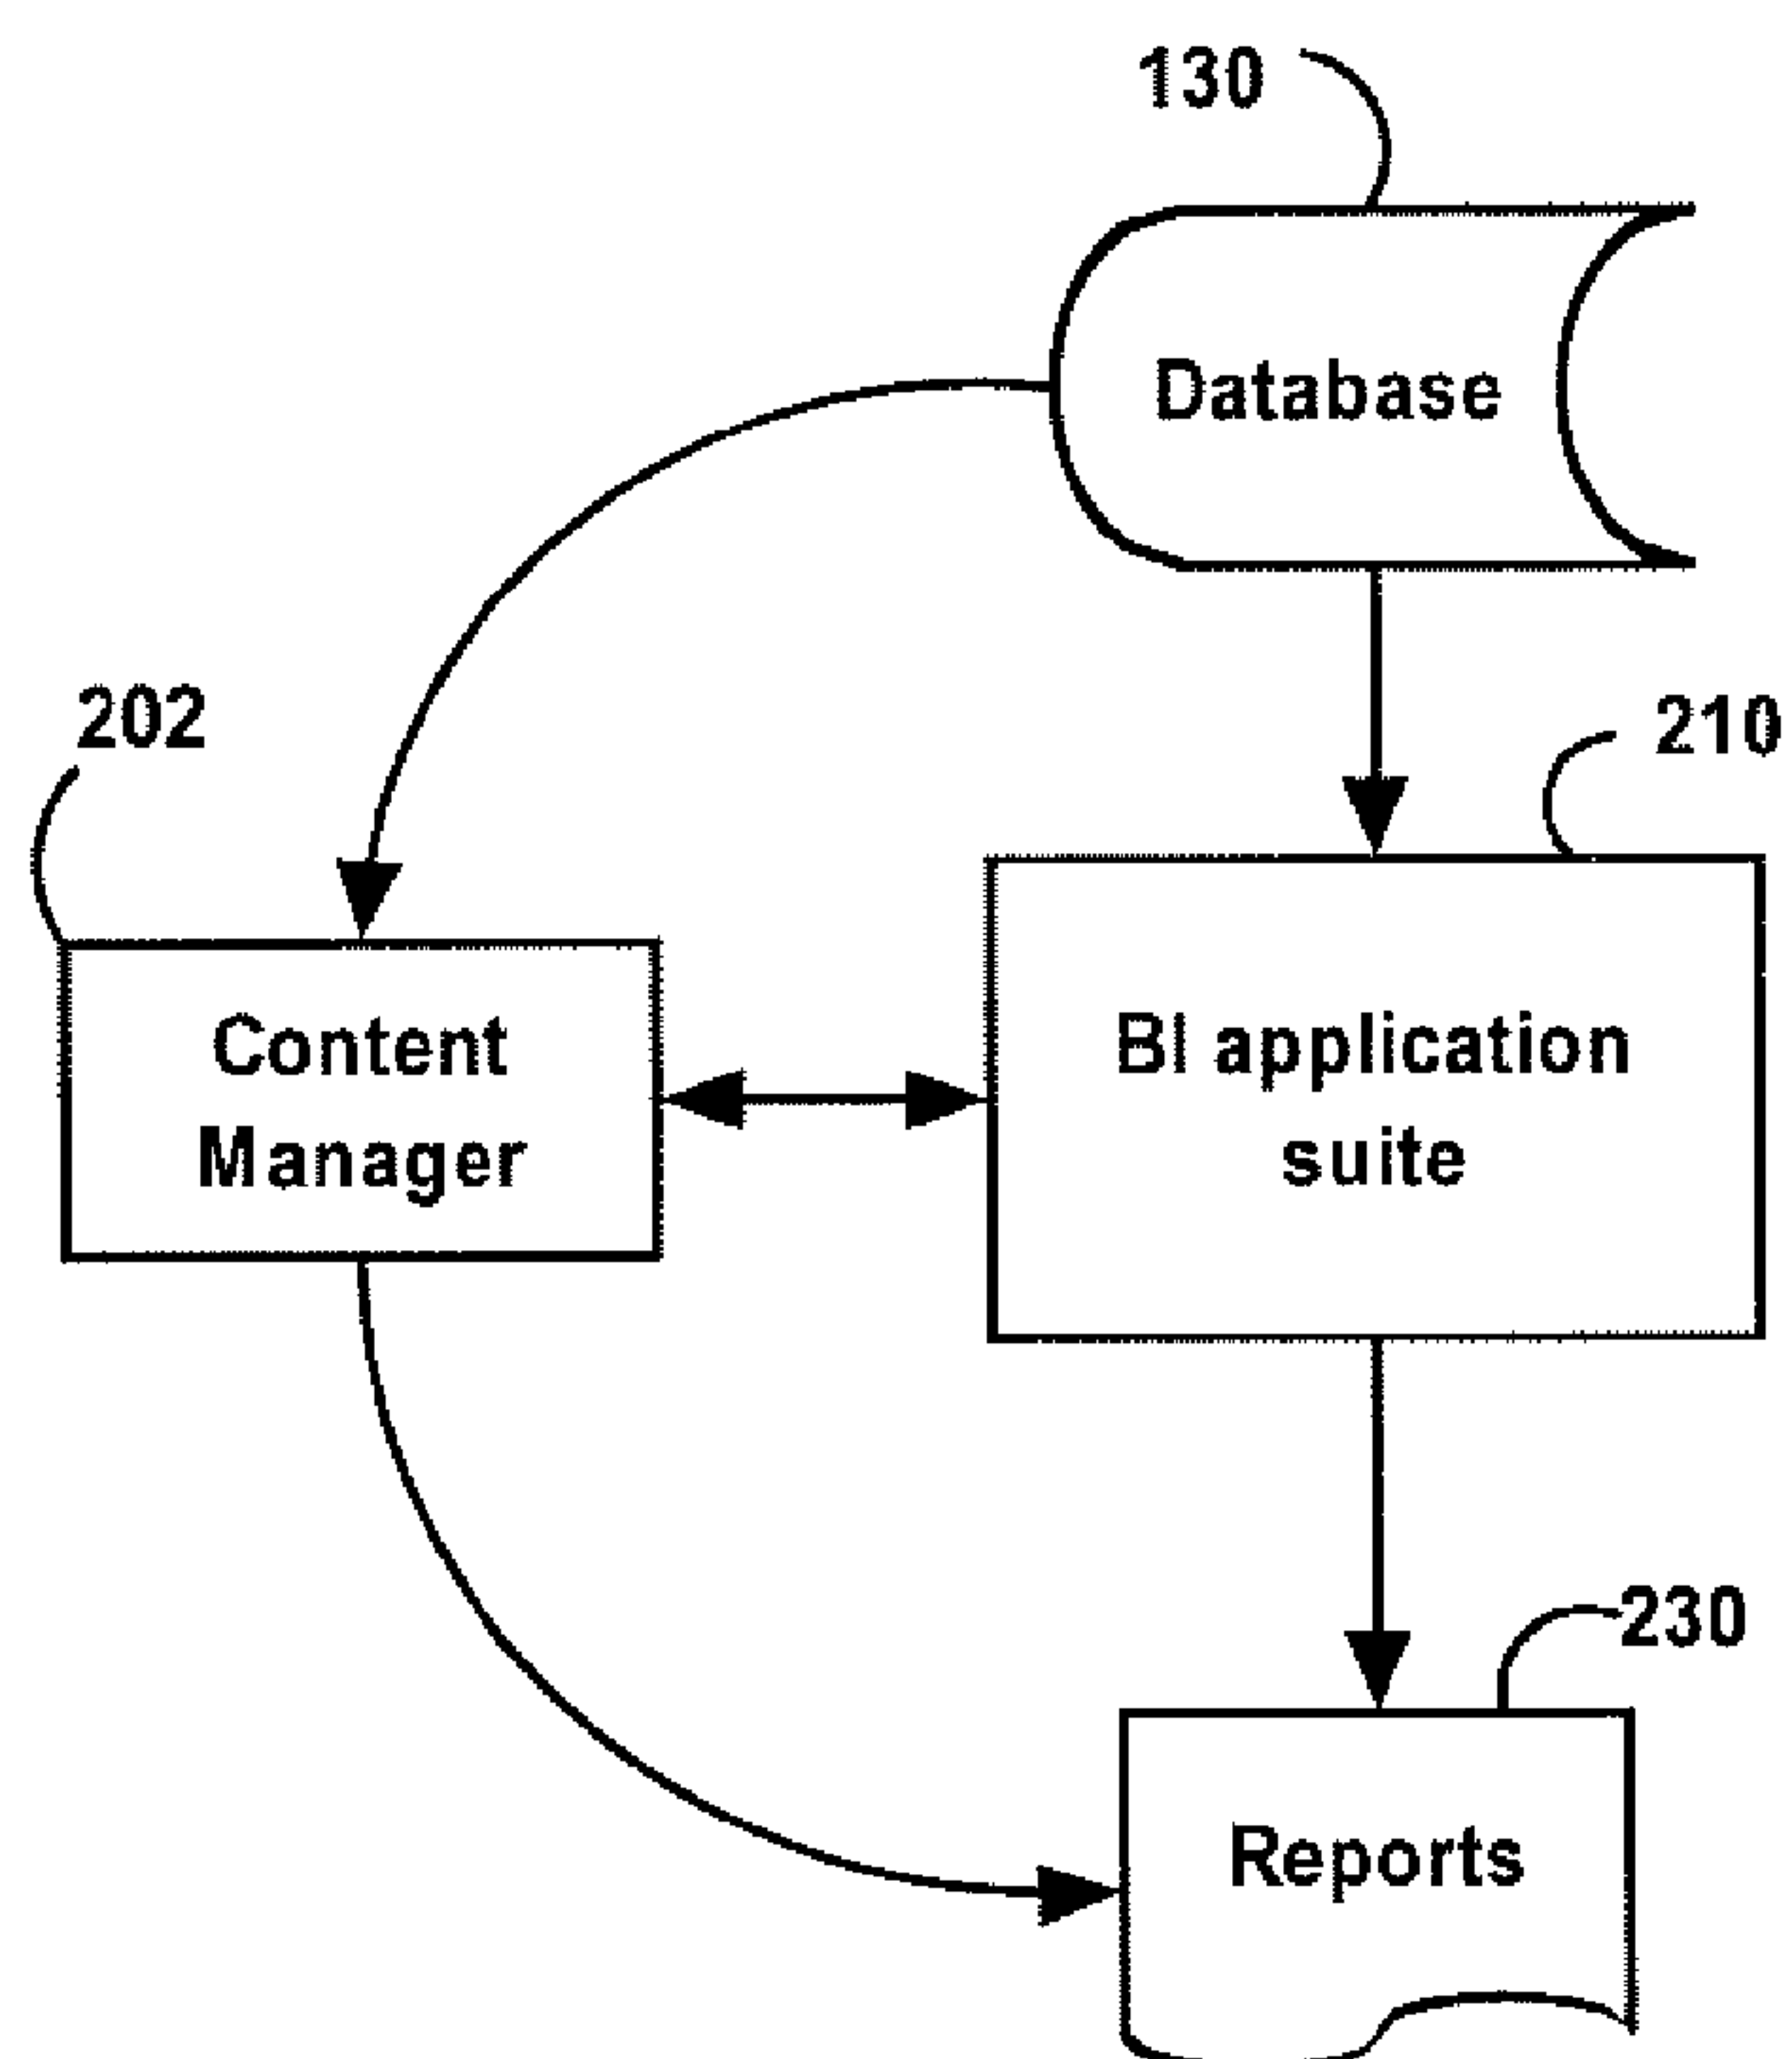 130
Database
202
210
Content
Manager
BI application
suite
230
Reports